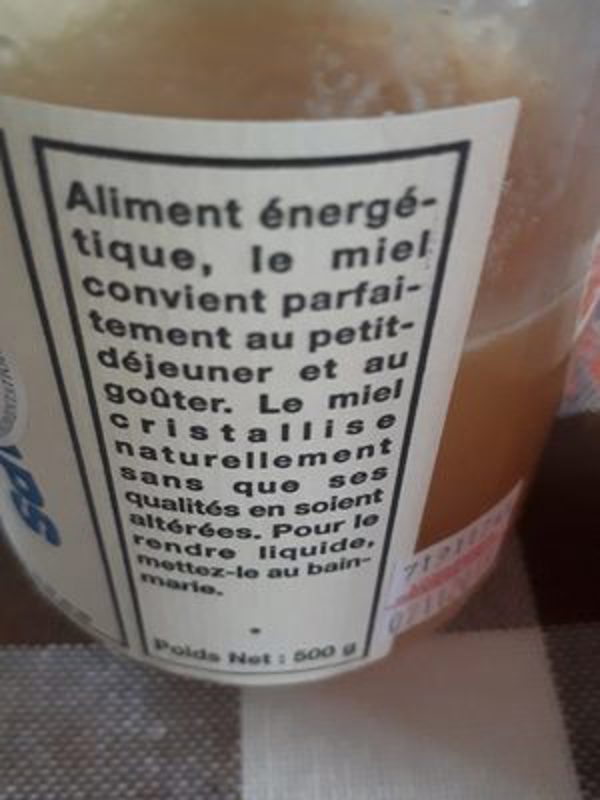 Aliment énergé-
tique, le miel
convient parfai-
tement au petit-
déjeuner et au
goûter. Le miel
cristallise
naturellement
sans que ses
qualités en soient
altérées. Pour le
rendre liquide,
mettez-le au bain-
marie.
Poids Net : 500 g